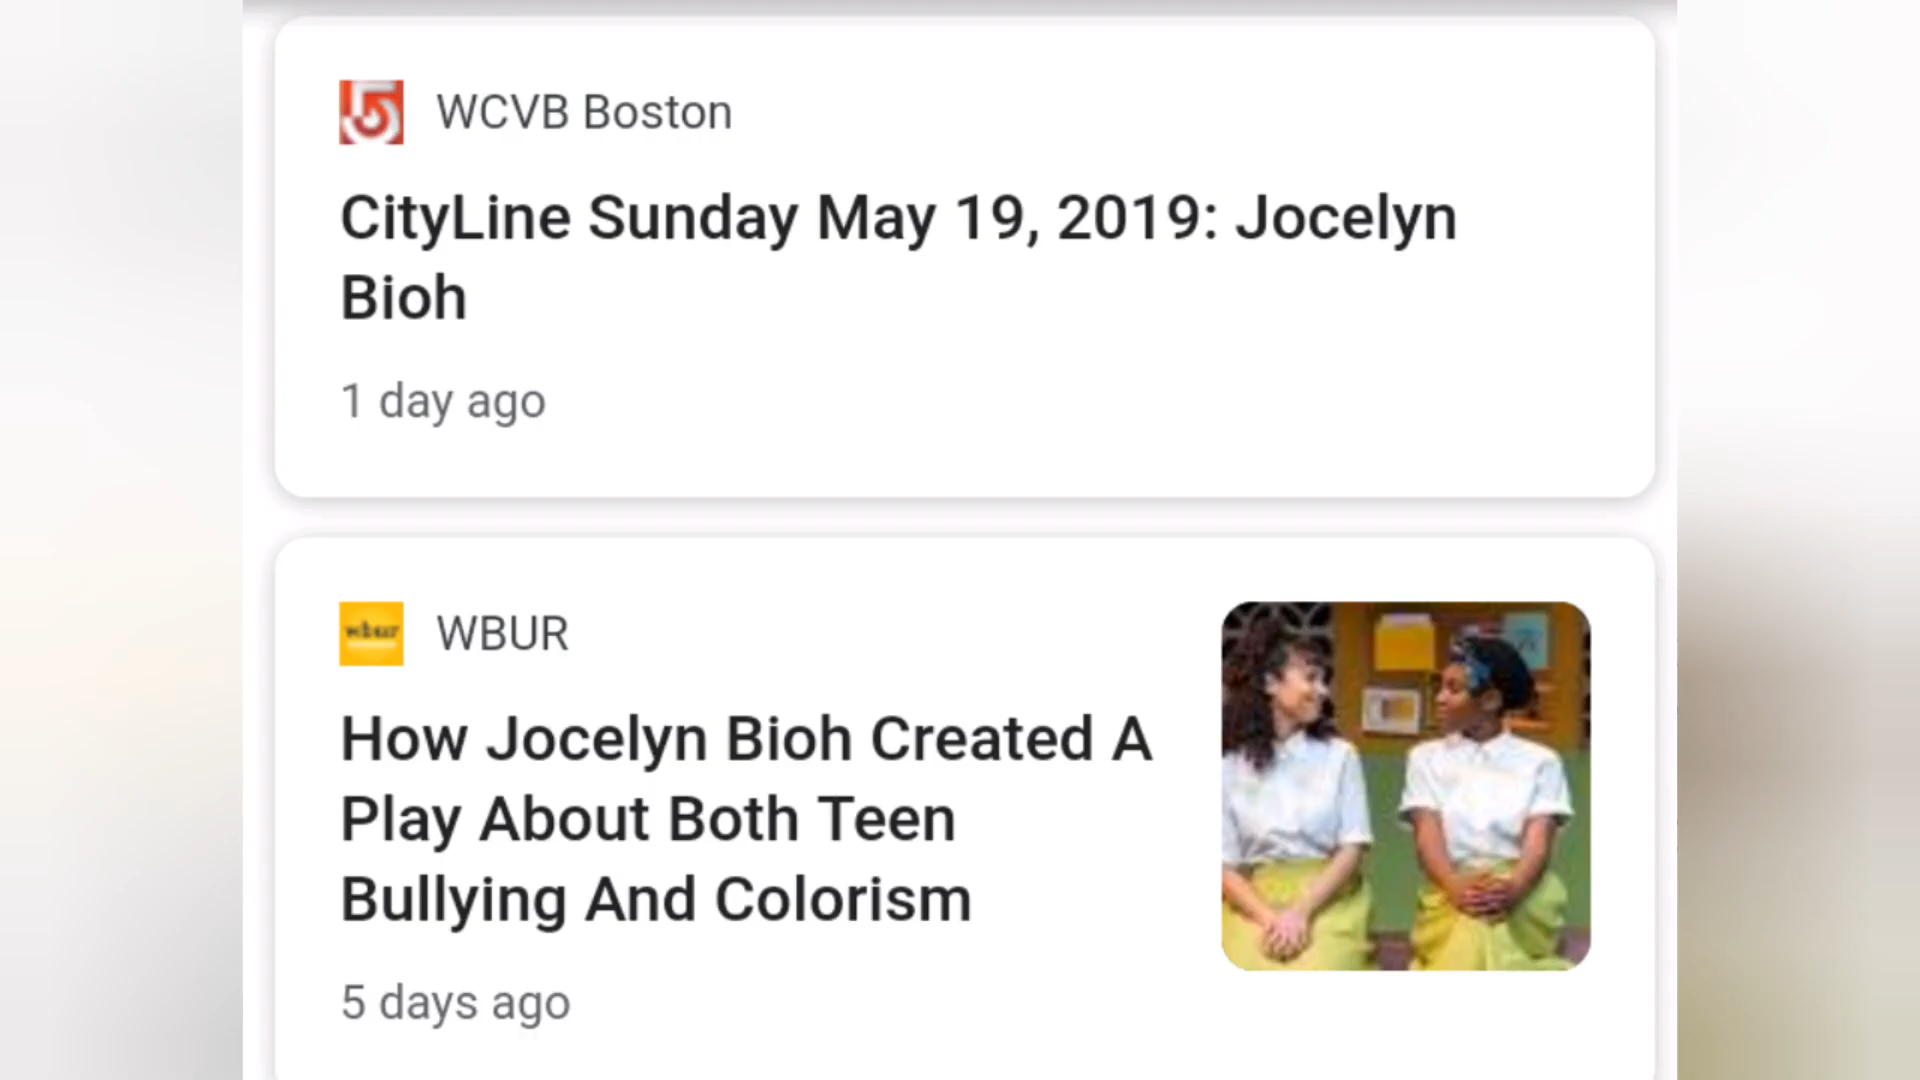 WCVB Boston
CityLine Sunday May 19, 2019: Jocelyn
Bioh
1 day ago
wbur
WBUR
How Jocelyn Bioh Created A
Play About Both Teen
Bullying And Colorism
5 days ago